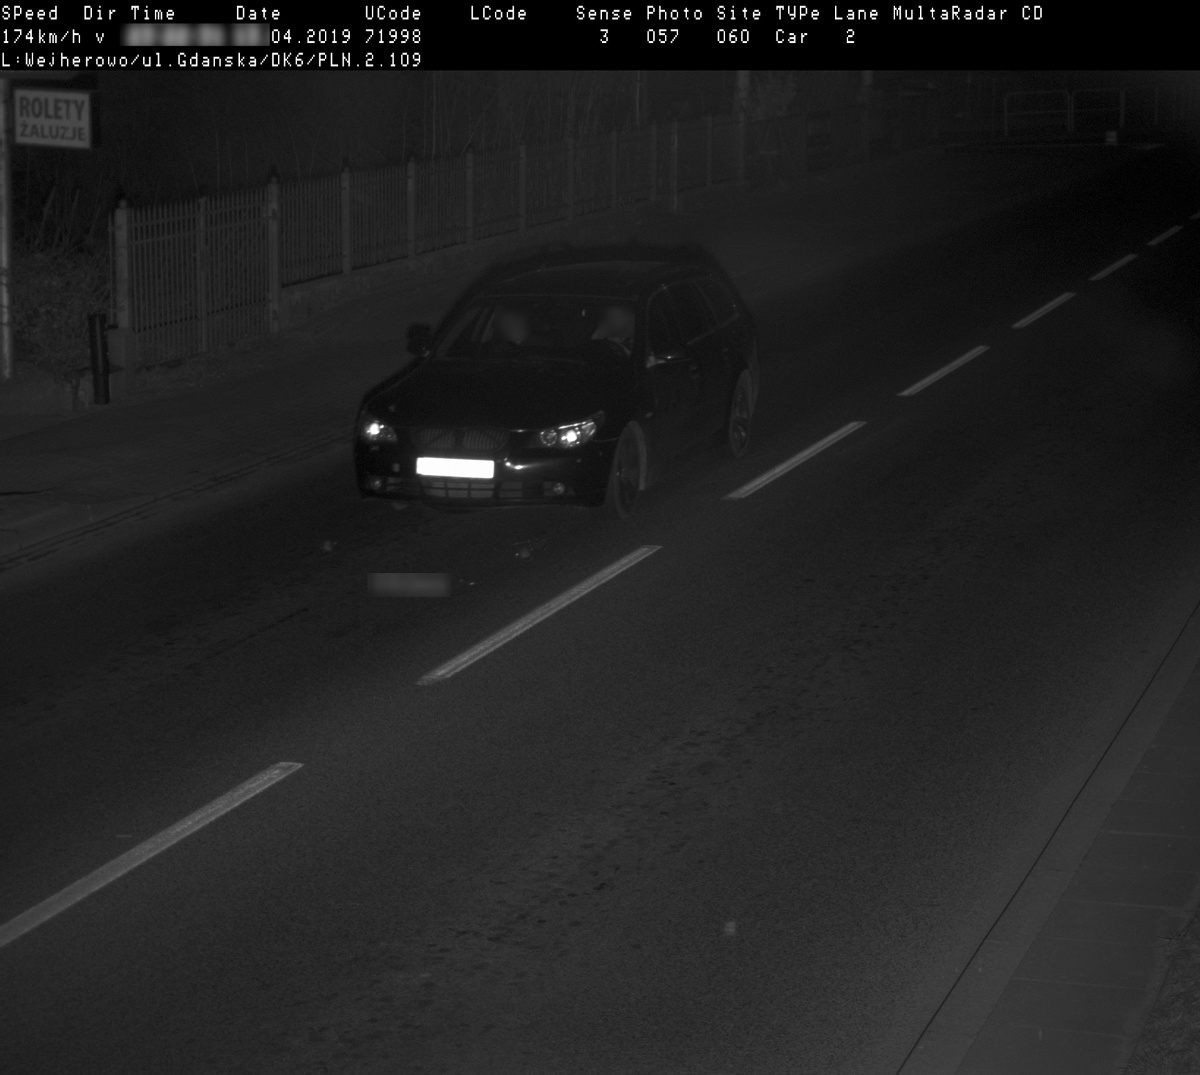 SPeed Dir Time Date UCode LCode Sense Photo Site TYPe Lane MultaRadar CD
174km/h v 04.2019 71998 3 057 060 Car 2
L:Wejherowo/ul.Gdanska/DK6/PLN.2.109
ROLETY
ŻALUZJE